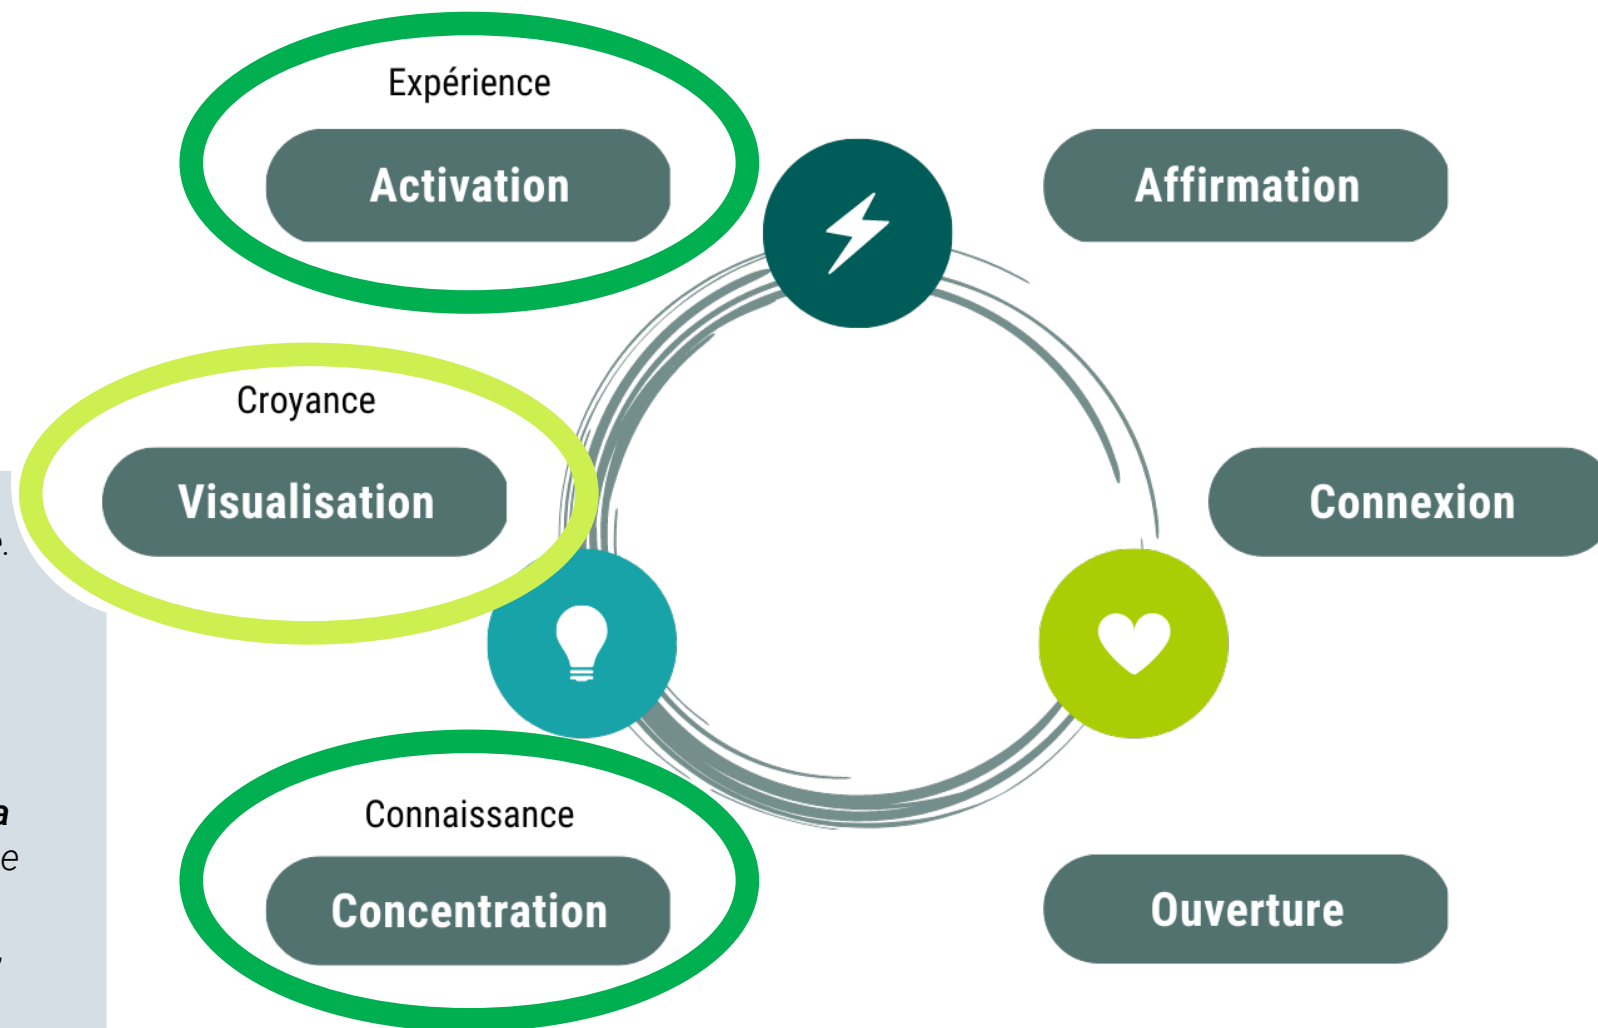 Expérience
Activation
Affirmation
Croyance
Visualisation
Connexion
Connaissance
Concentration
Ouverture